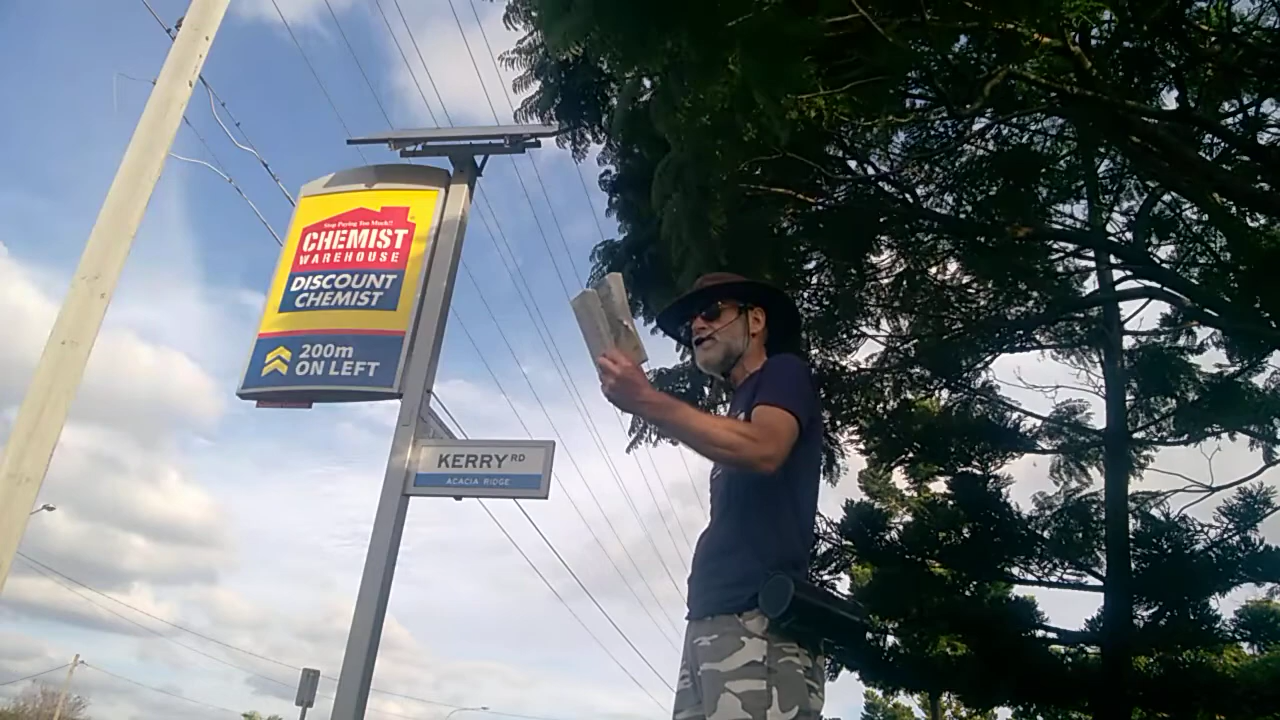 Stop Paying Too Much!!
CHEMIST
WAREHOUSE
DISCOUNT
CHEMIST
200m
ON LEFT
KERRY RD
ACACIA RIDGE